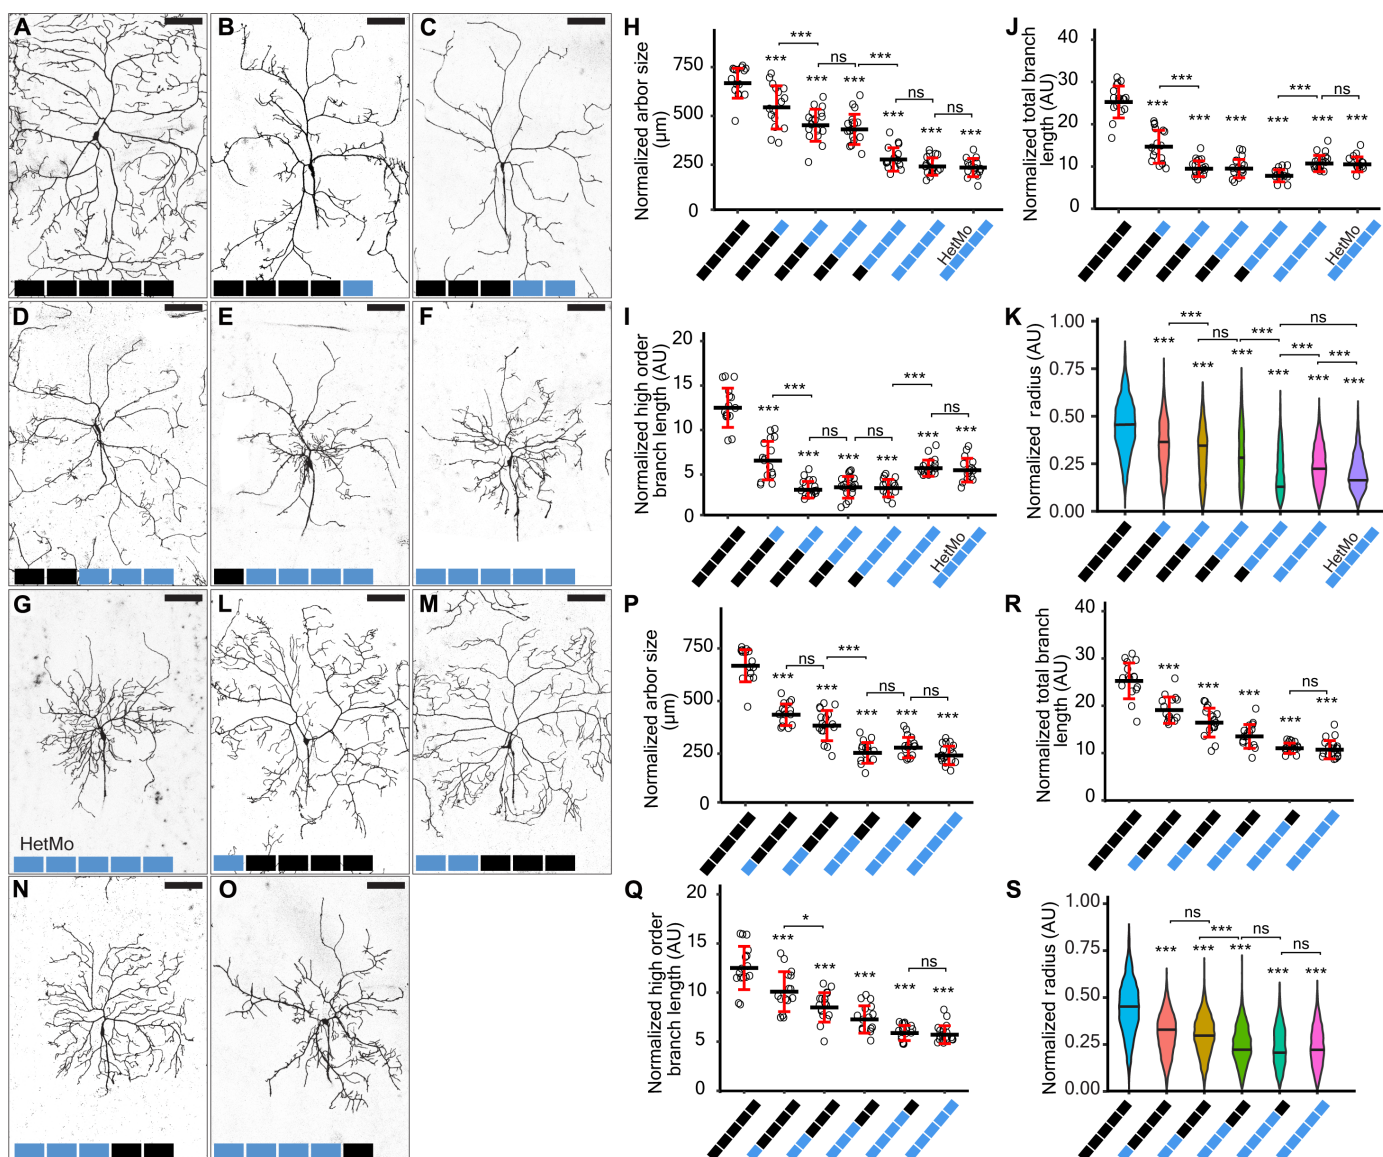 A
B
C
D
E
F
G
HetMo
L
M
N
O
H
Normalized arbor size
(µm)
750
500
250
0
***
***
***
ns
***
***
***
ns
***
ns
***
HetMo
J
Normalized total branch
length (AU)
40
30
20
10
0
***
***
***
***
***
***
***
ns
***
HetMo
I
Normalized high order
branch length (AU)
20
15
10
5
0
***
***
***
ns
***
ns
***
***
***
ns
***
HetMo
K
Normalized radius (AU)
1.00
0.75
0.50
0.25
0.00
***
***
***
ns
***
***
***
ns
***
***
***
***
HetMo
P
Normalized arbor size
(µm)
750
500
250
0
***
ns
***
***
***
ns
***
ns
***
R
Normalized total branch
length (AU)
40
30
20
10
0
***
***
***
***
ns
***
Q
Normalized high order
branch length (AU)
20
15
10
5
0
***
*
***
***
***
ns
***
S
Normalized radius (AU)
1.00
0.75
0.50
0.25
0.00
***
ns
***
***
***
ns
***
ns
***